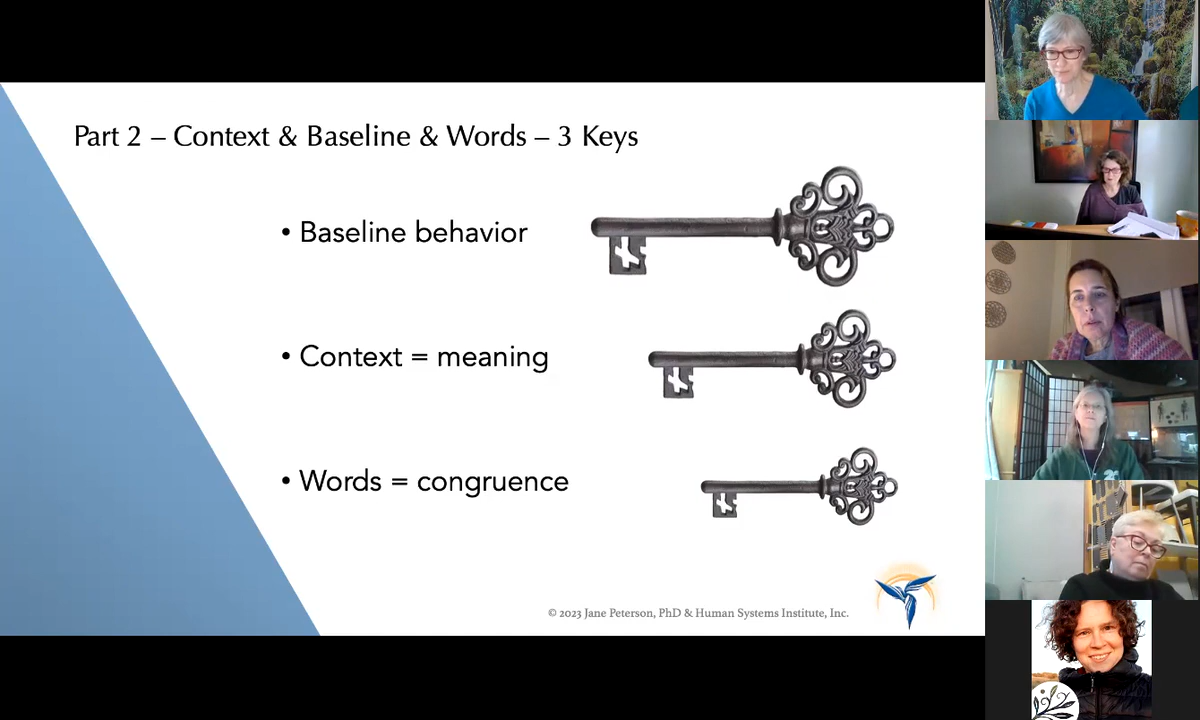 Part 2 – Context & Baseline & Words – 3 Keys
• Baseline behavior
• Context = meaning
• Words = congruence
© 2023 Jane Peterson, PhD & Human Systems Institute, Inc.